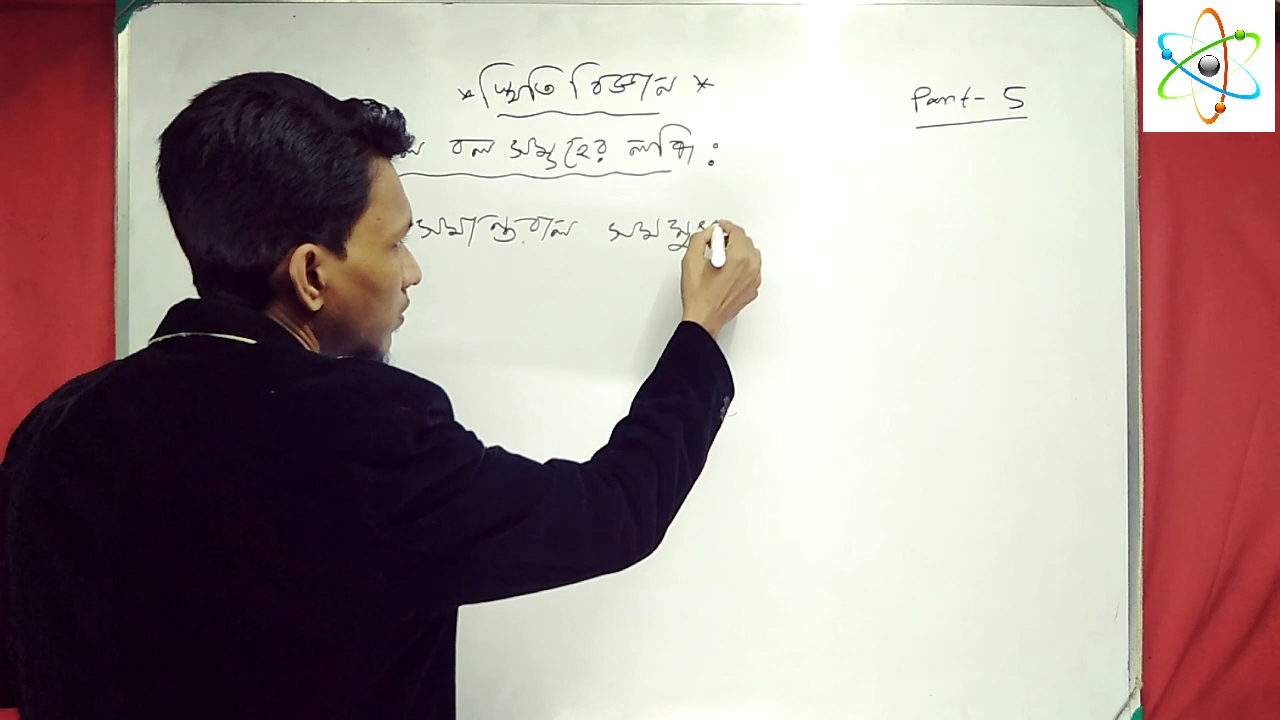 * স্থিতি বিজ্ঞান *
Part- 5
বল সমূহের লব্ধি :
সমান্তরাল